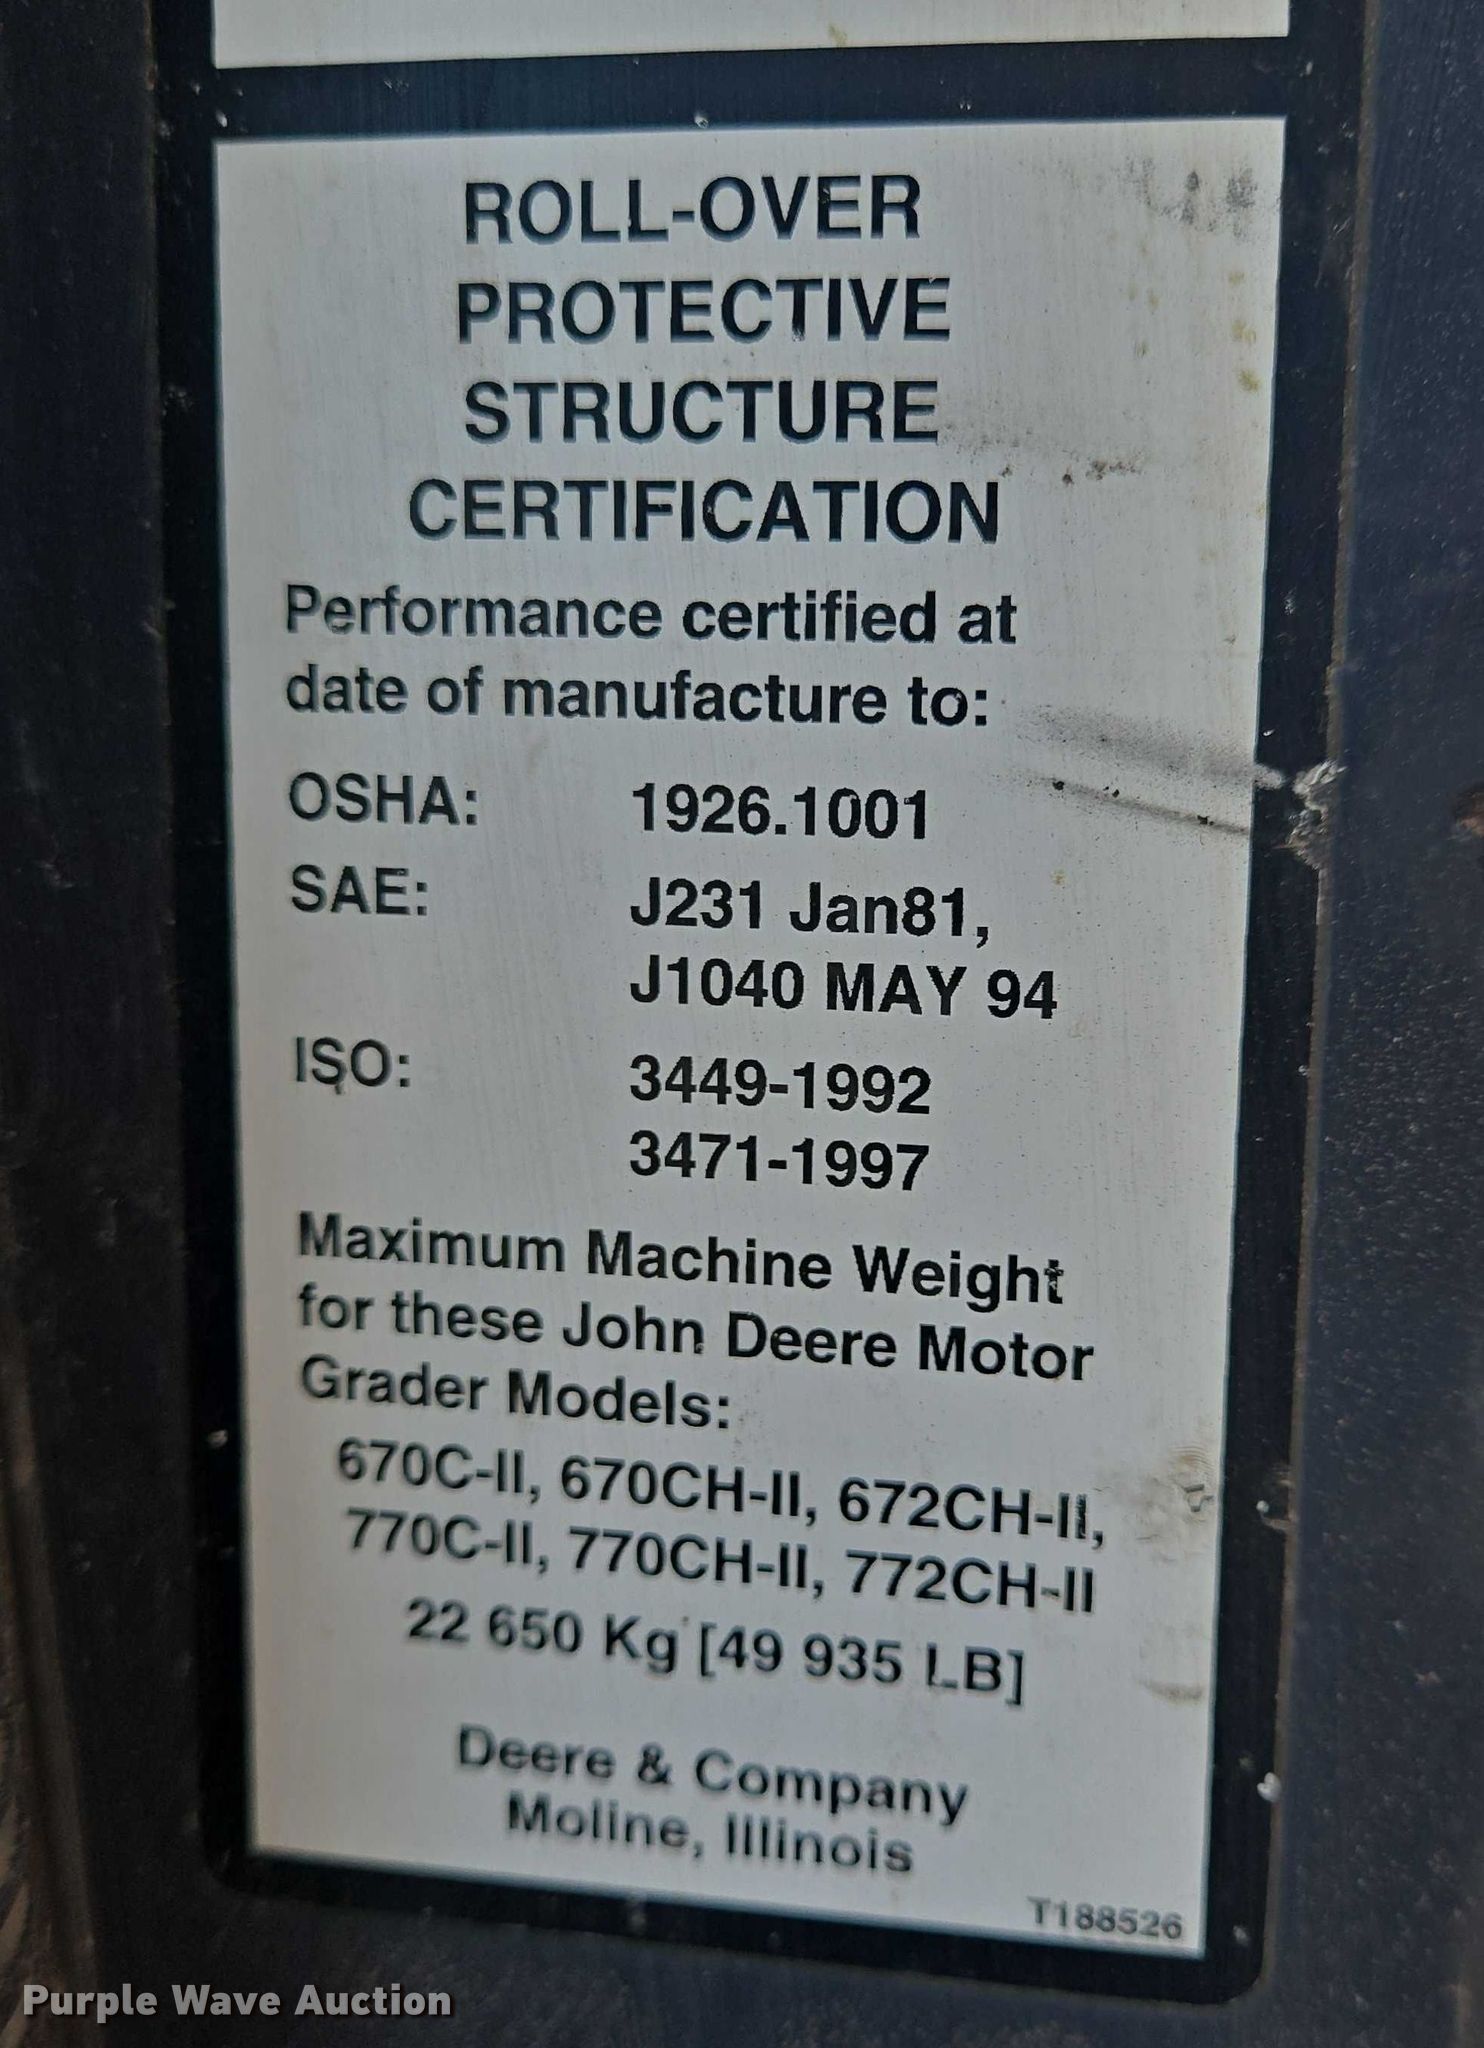 ROLL-OVER
PROTECTIVE
STRUCTURE
CERTIFICATION
Performance certified at
date of manufacture to:
OSHA: 1926.1001
SAE: J231 Jan81,
J1040 MAY 94
ISO: 3449-1992
3471-1997
Maximum Machine Weight
for these John Deere Motor
Grader Models:
670C-II, 670CH-II, 672CH-II,
770C-II, 770CH-II, 772CH-II
22 650 Kg [49 935 LB]
Deere & Company
Moline, Illinois
T188526
Purple Wave Auction